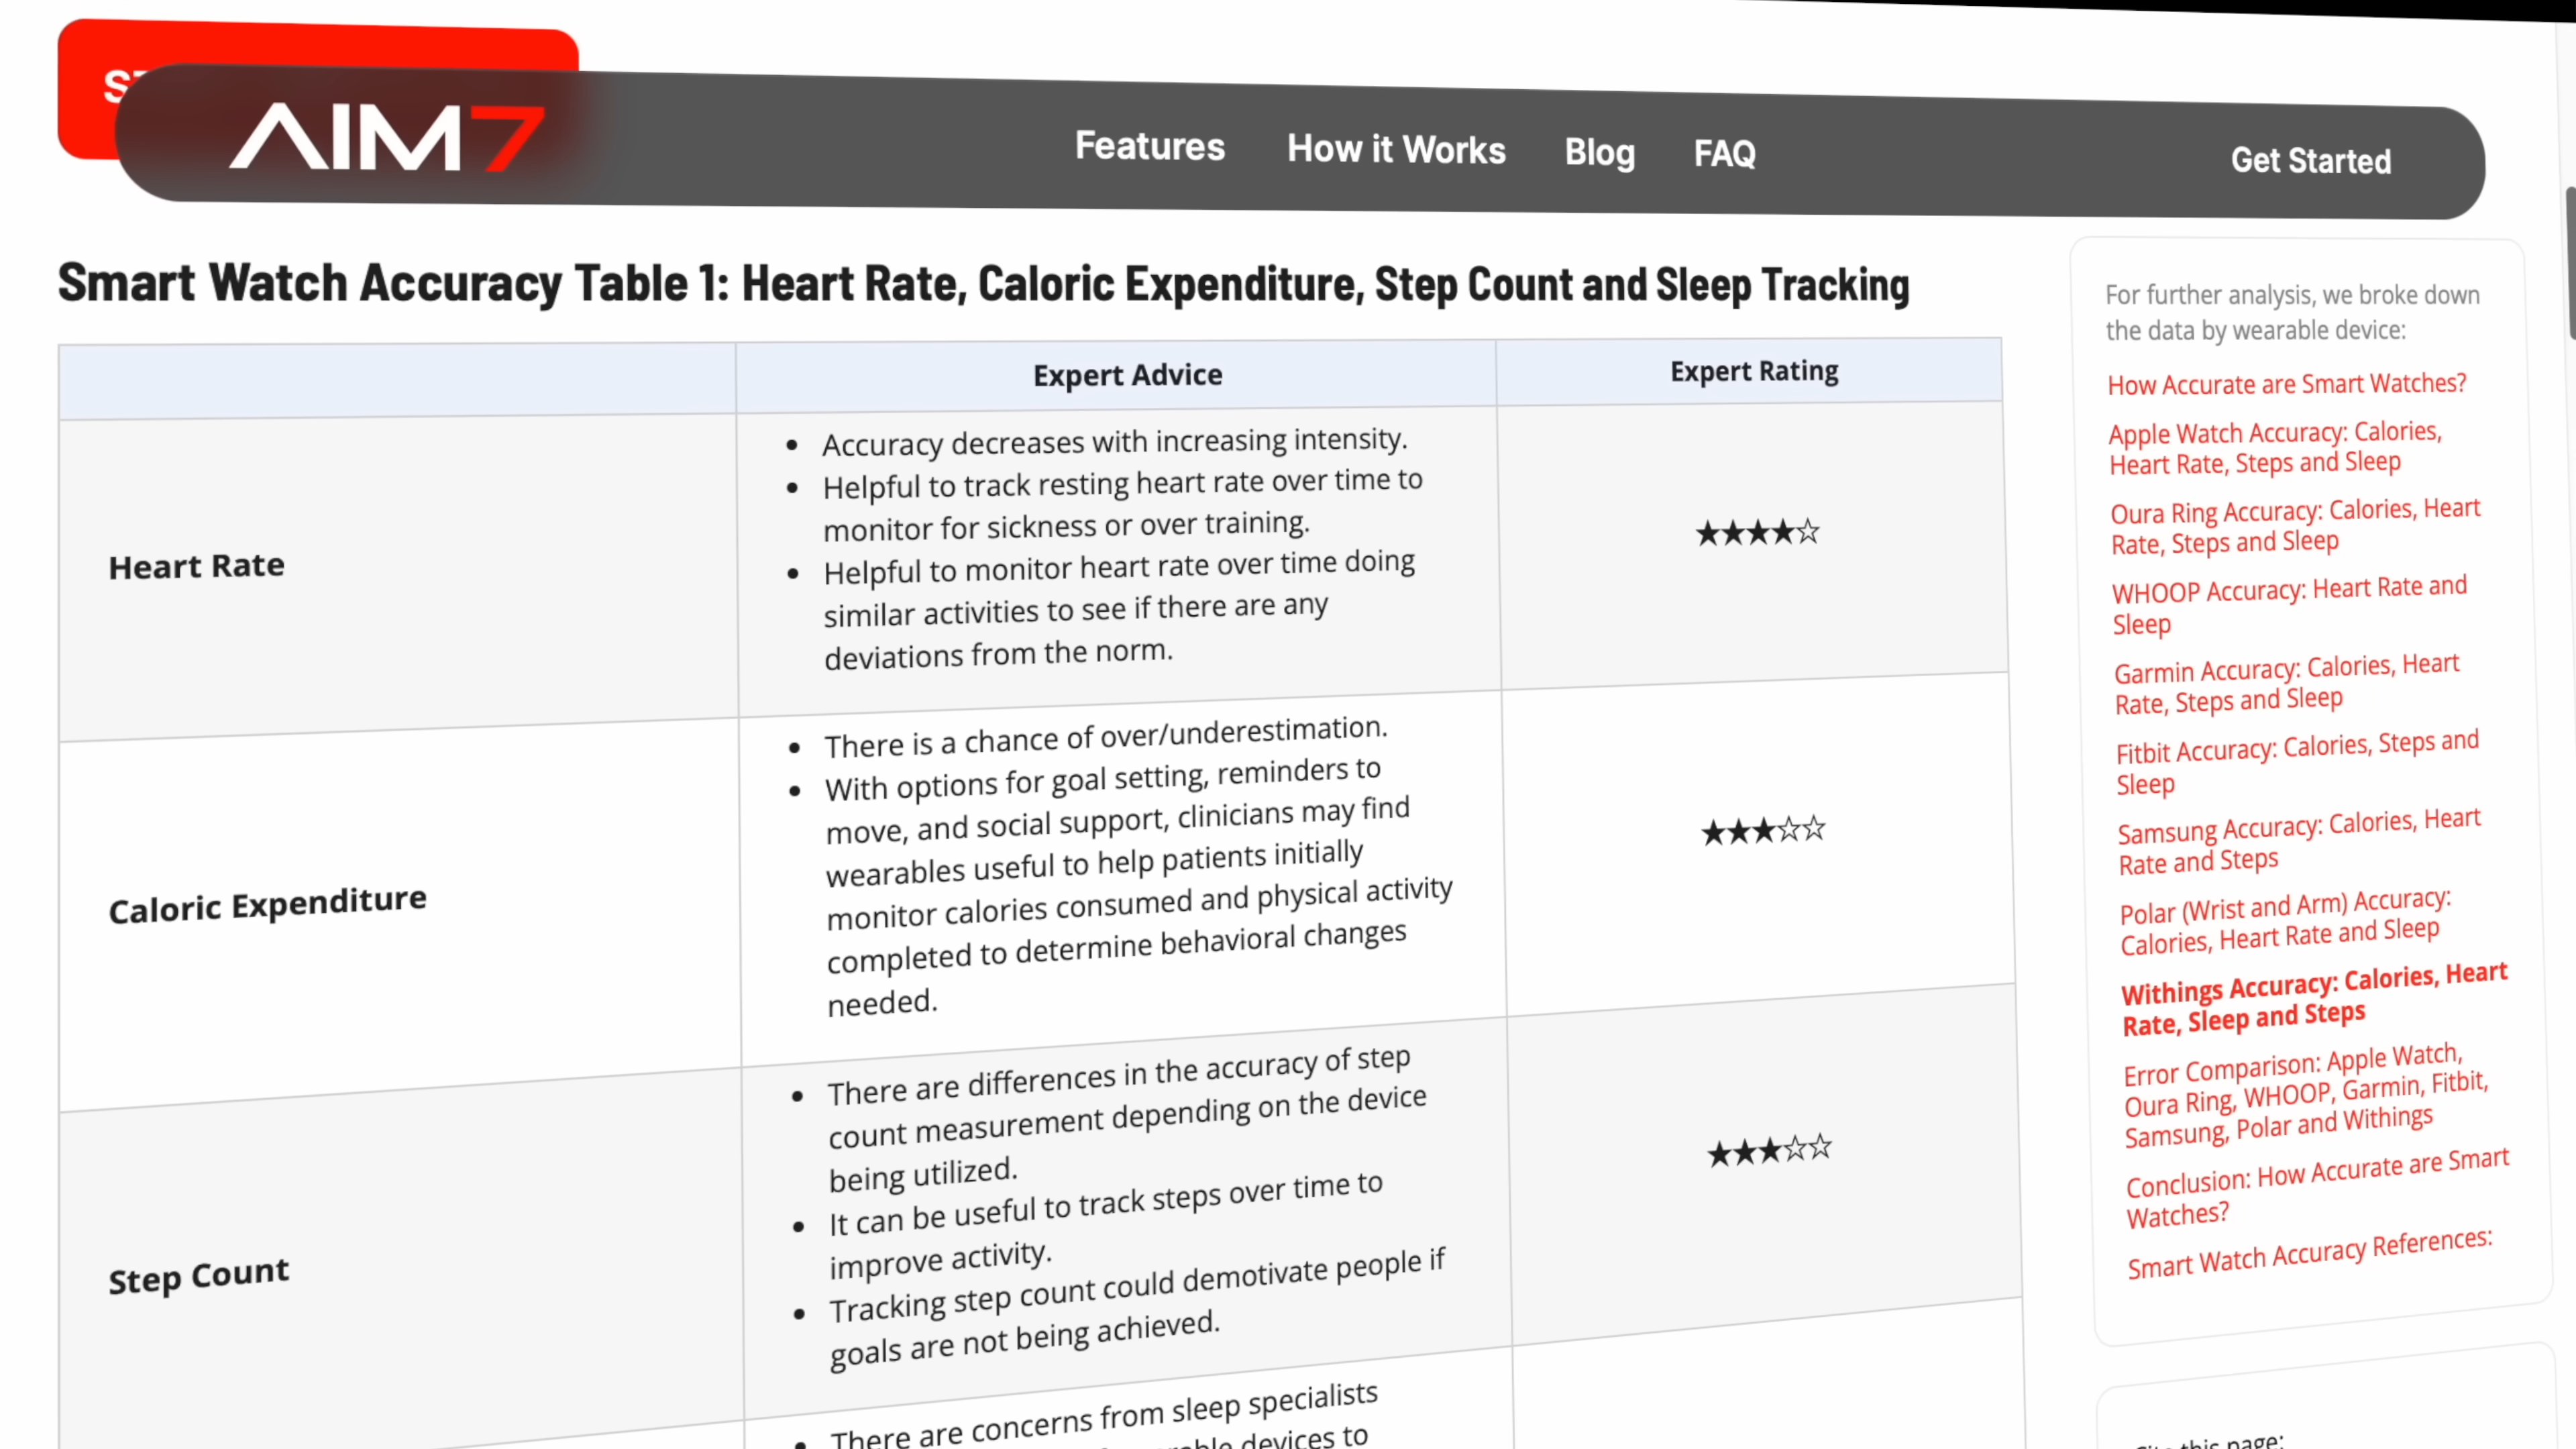 AIM7
Features
How it Works
Blog
FAQ
Get Started
Smart Watch Accuracy Table 1: Heart Rate, Caloric Expenditure, Step Count and Sleep Tracking
Expert Advice
Expert Rating
Heart Rate
• Accuracy decreases with increasing intensity.
• Helpful to track resting heart rate over time to
monitor for sickness or over training.
• Helpful to monitor heart rate over time doing
similar activities to see if there are any
deviations from the norm.
★★★★☆
Caloric Expenditure
• There is a chance of over/underestimation.
• With options for goal setting, reminders to
move, and social support, clinicians may find
wearables useful to help patients initially
monitor calories consumed and physical activity
completed to determine behavioral changes
needed.
★★★☆☆
Step Count
• There are differences in the accuracy of step
count measurement depending on the device
being utilized.
• It can be useful to track steps over time to
improve activity.
• Tracking step count could demotivate people if
goals are not being achieved.
★★★☆☆
• There are concerns from sleep specialists
devices to
For further analysis, we broke down
the data by wearable device:
How Accurate are Smart Watches?
Apple Watch Accuracy: Calories,
Heart Rate, Steps and Sleep
Oura Ring Accuracy: Calories, Heart
Rate, Steps and Sleep
WHOOP Accuracy: Heart Rate and
Sleep
Garmin Accuracy: Calories, Heart
Rate, Steps and Sleep
Fitbit Accuracy: Calories, Steps and
Sleep
Samsung Accuracy: Calories, Heart
Rate and Steps
Polar (Wrist and Arm) Accuracy:
Calories, Heart Rate and Sleep
Withings Accuracy: Calories, Heart
Rate, Sleep and Steps
Error Comparison: Apple Watch,
Oura Ring, WHOOP, Garmin, Fitbit,
Samsung, Polar and Withings
Conclusion: How Accurate are Smart
Watches?
Smart Watch Accuracy References:
this page: